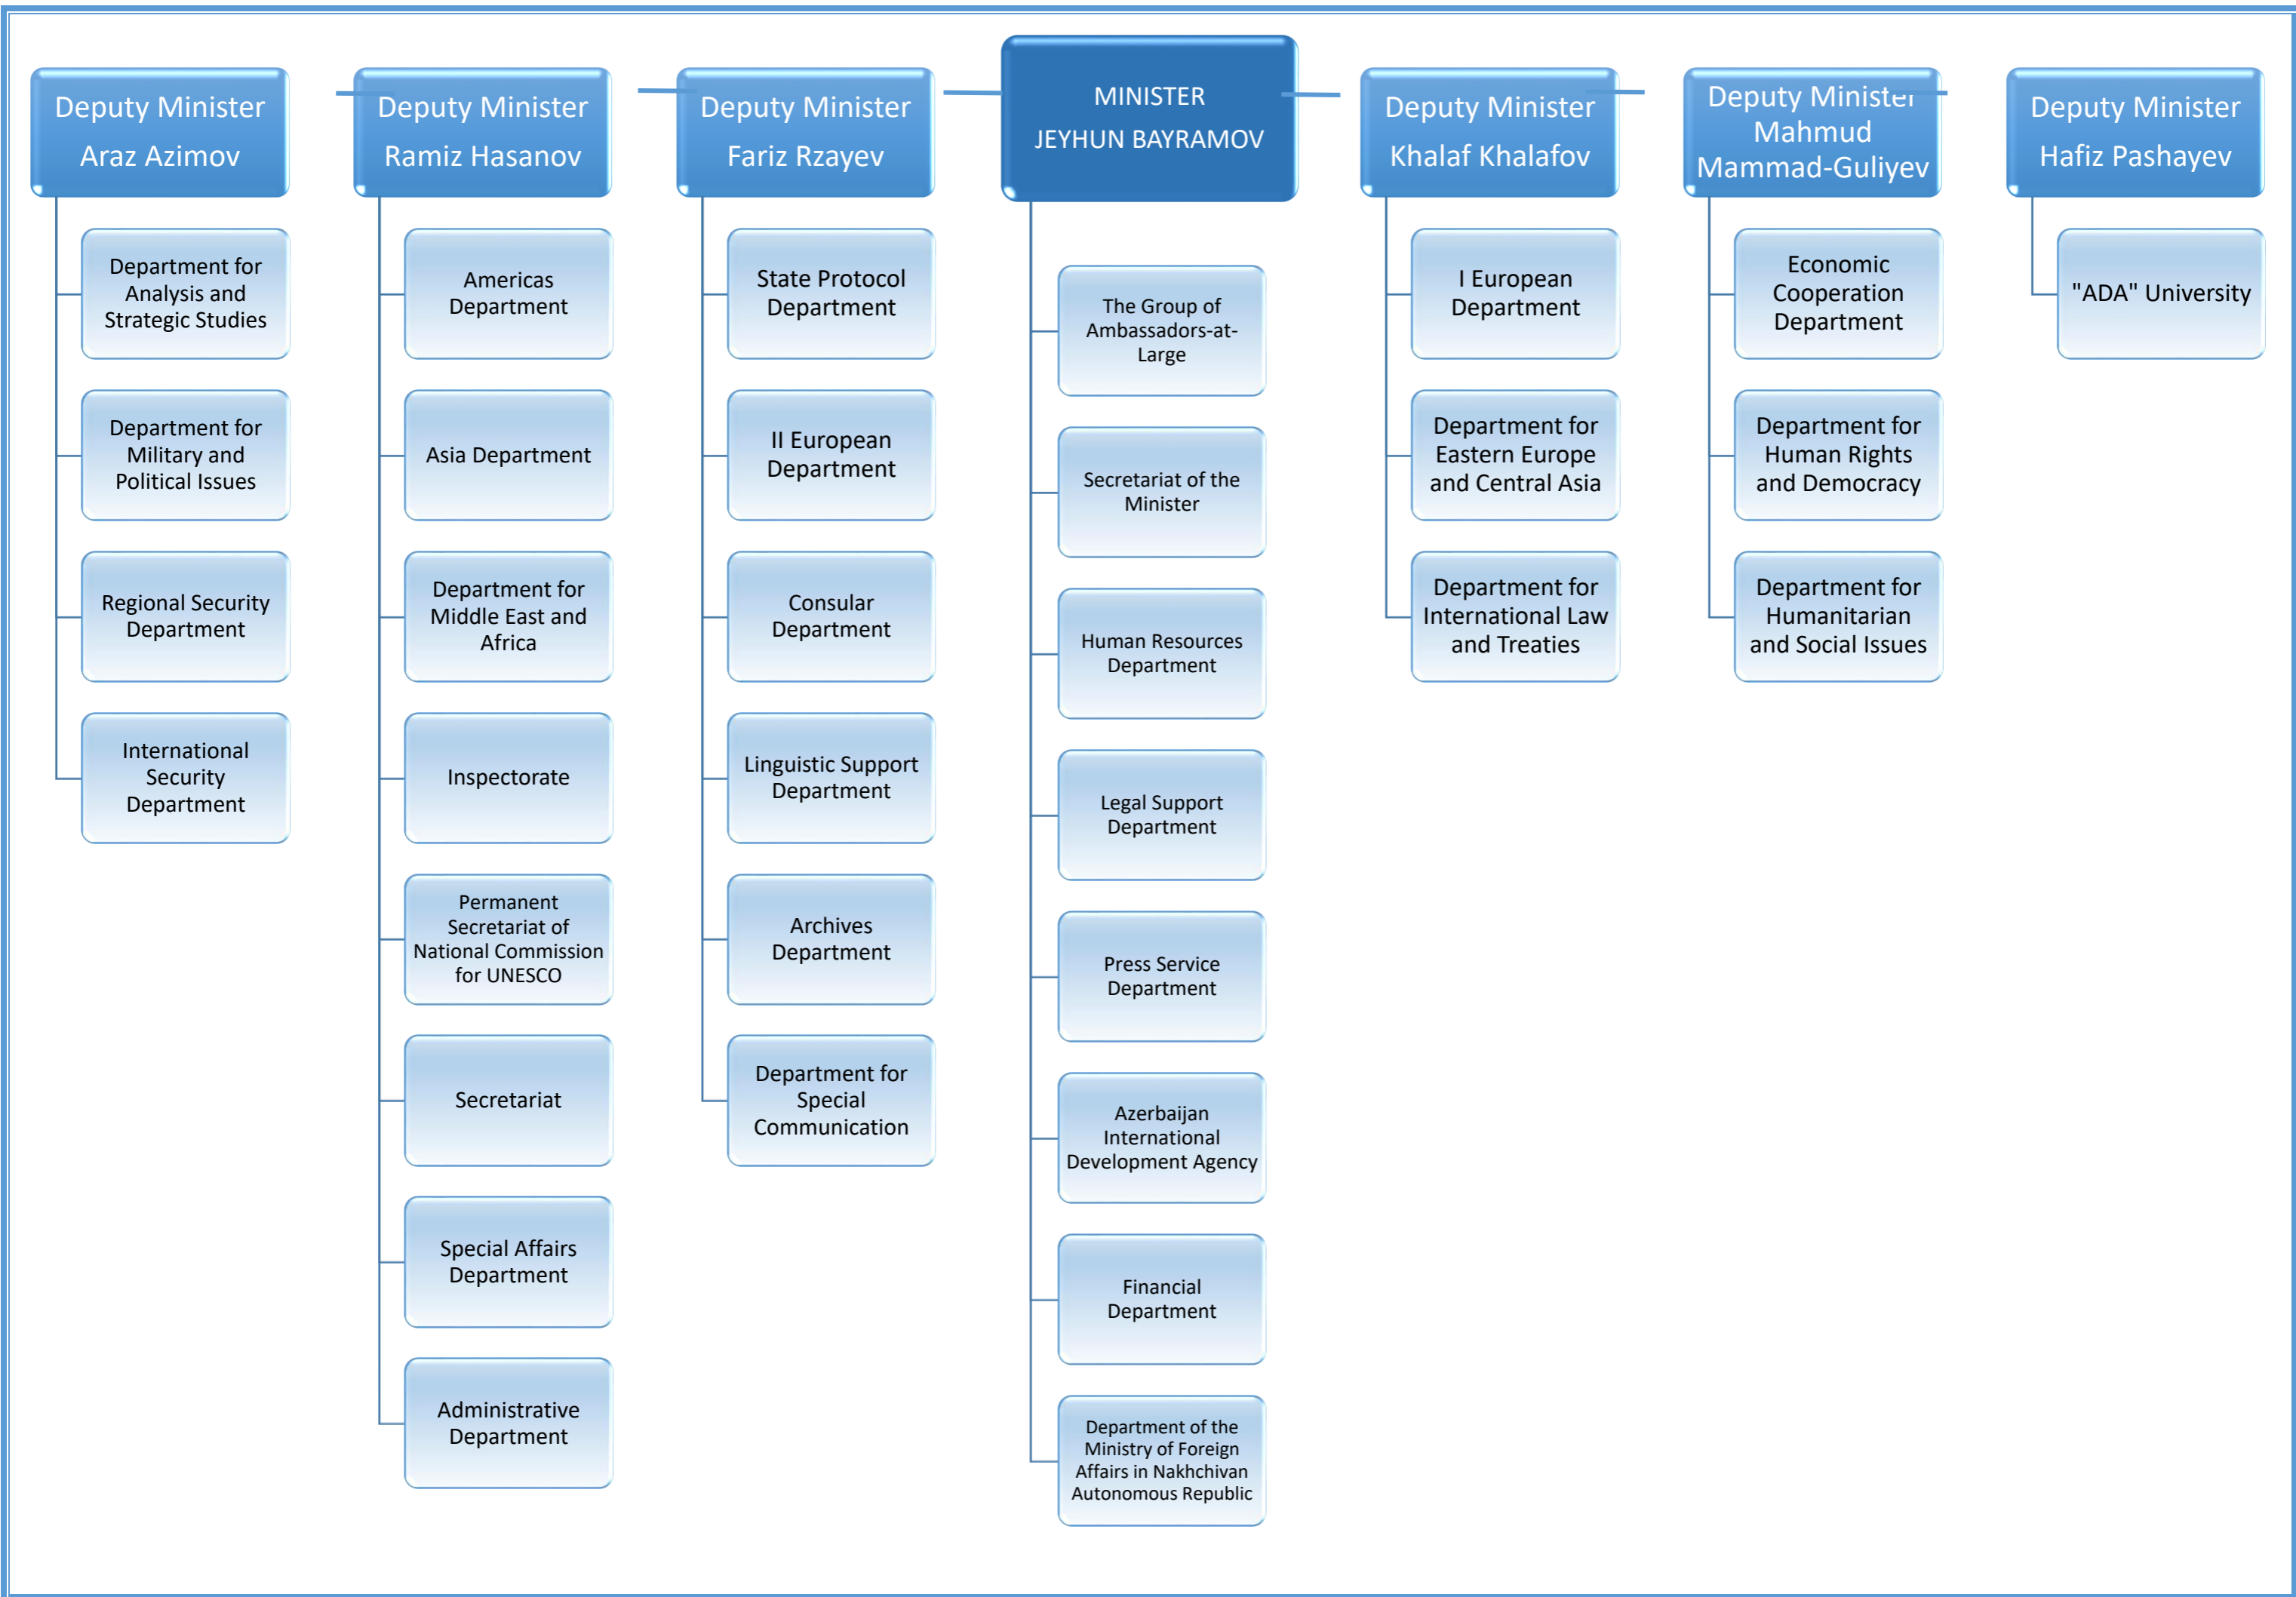 Deputy Minister
Araz Azimov
Department for
Analysis and
Strategic Studies
Department for
Military and
Political Issues
Regional Security
Department
International
Security
Department
Deputy Minister
Ramiz Hasanov
Americas
Department
Asia Department
Department for
Middle East and
Africa
Inspectorate
Permanent
Secretariat of
National Commission
for UNESCO
Secretariat
Special Affairs
Department
Administrative
Department
Deputy Minister
Fariz Rzayev
State Protocol
Department
II European
Department
Consular
Department
Linguistic Support
Department
Archives
Department
Department for
Special
Communication
MINISTER
JEYHUN BAYRAMOV
The Group of
Ambassadors-at-
Large
Secretariat of the
Minister
Human Resources
Department
Legal Support
Department
Press Service
Department
Azerbaijan
International
Development Agency
Financial
Department
Department of the
Ministry of Foreign
Affairs in Nakhchivan
Autonomous Republic
Deputy Minister
Khalaf Khalafov
I European
Department
Department for
Eastern Europe
and Central Asia
Department for
International Law
and Treaties
Deputy Minister
Mahmud
Mammad-Guliyev
Economic
Cooperation
Department
Department for
Human Rights
and Democracy
Department for
Humanitarian
and Social Issues
Deputy Minister
Hafiz Pashayev
"ADA" University